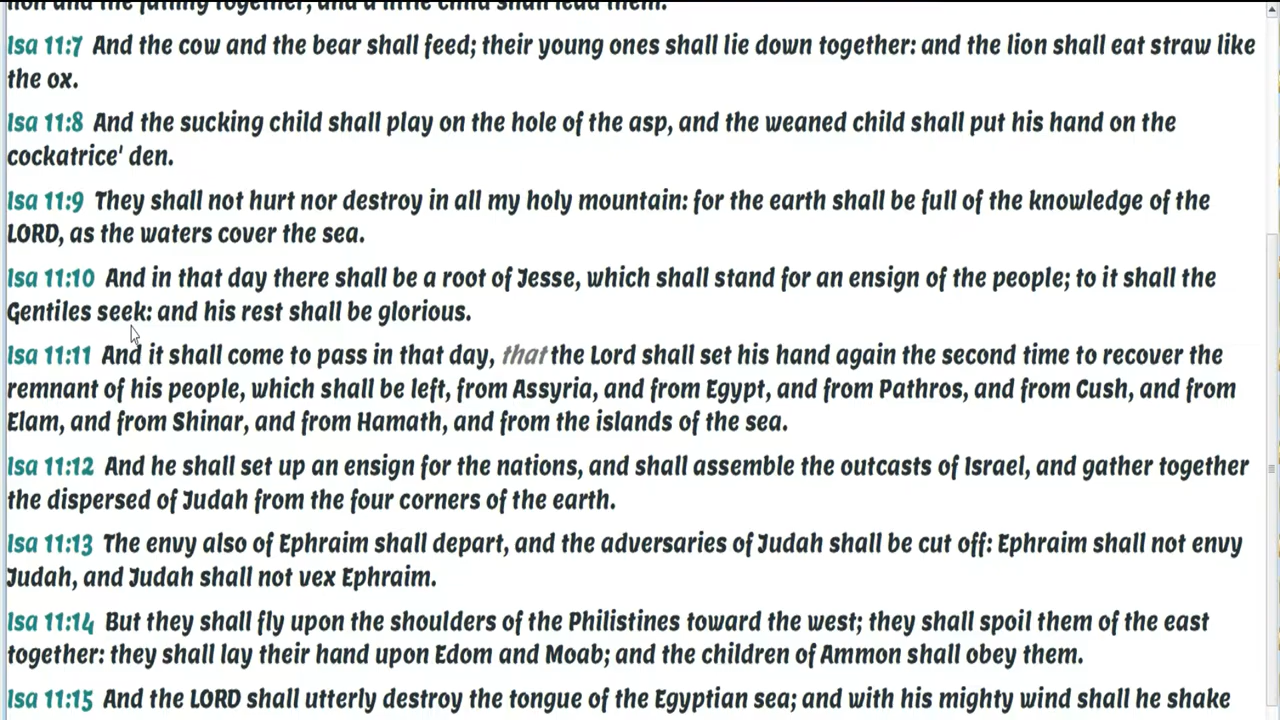 lion and the fatling together; and a little child shall lead them.
Isa 11:7 And the cow and the bear shall feed; their young ones shall lie down together: and the lion shall eat straw like
the ox.
Isa 11:8 And the sucking child shall play on the hole of the asp, and the weaned child shall put his hand on the
cockatrice' den.
Isa 11:9 They shall not hurt nor destroy in all my holy mountain: for the earth shall be full of the knowledge of the
LORD, as the waters cover the sea.
Isa 11:10 And in that day there shall be a root of Jesse, which shall stand for an ensign of the people; to it shall the
Gentiles seek: and his rest shall be glorious.
Isa 11:11 And it shall come to pass in that day, that the Lord shall set his hand again the second time to recover the
remnant of his people, which shall be left, from Assyria, and from Egypt, and from Pathros, and from Cush, and from
Elam, and from Shinar, and from Hamath, and from the islands of the sea.
Isa 11:12 And he shall set up an ensign for the nations, and shall assemble the outcasts of Israel, and gather together
the dispersed of Judah from the four corners of the earth.
Isa 11:13 The envy also of Ephraim shall depart, and the adversaries of Judah shall be cut off: Ephraim shall not envy
Judah, and Judah shall not vex Ephraim.
Isa 11:14 But they shall fly upon the shoulders of the Philistines toward the west; they shall spoil them of the east
together: they shall lay their hand upon Edom and Moab; and the children of Ammon shall obey them.
Isa 11:15 And the LORD shall utterly destroy the tongue of the Egyptian sea; and with his mighty wind shall he shake